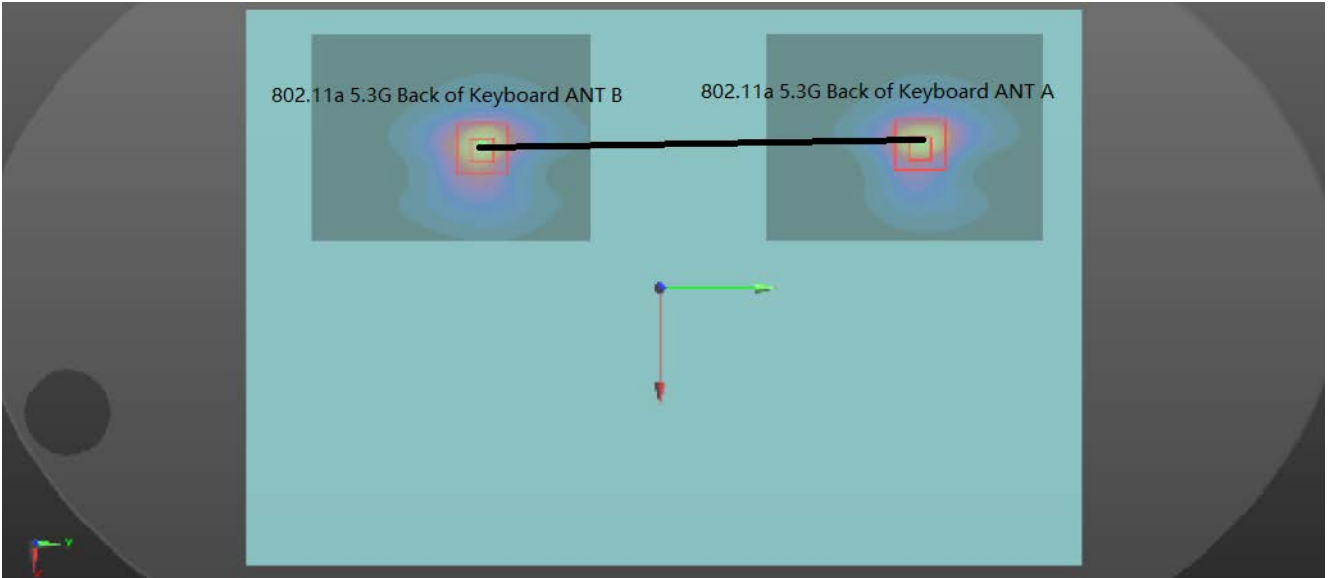 802.11a 5.3G Back of Keyboard ANT B
802.11a 5.3G Back of Keyboard ANT A
Y
X